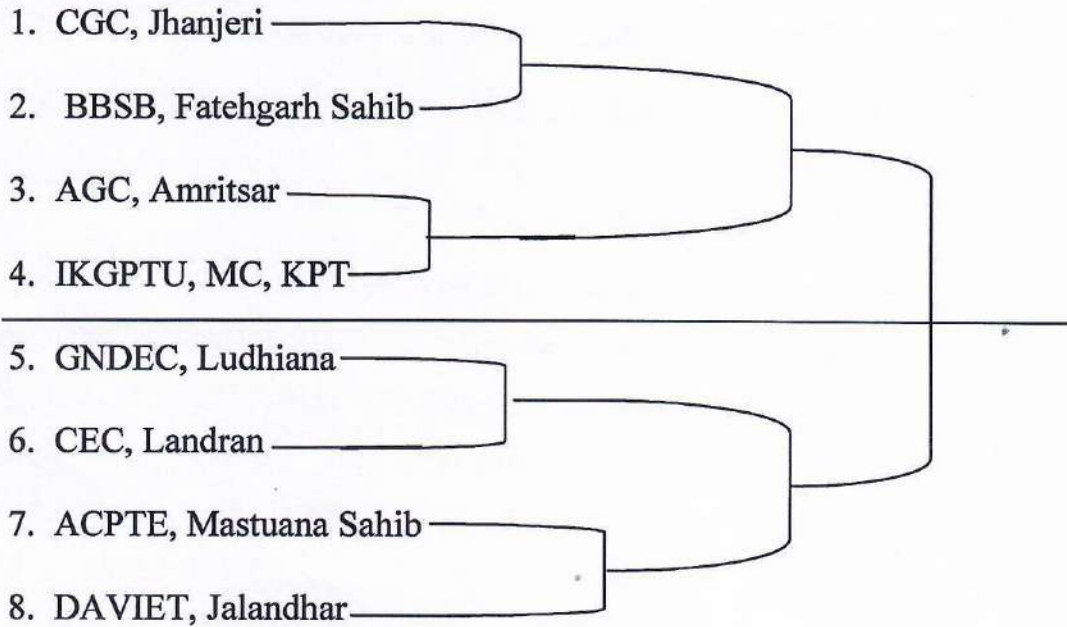 1. CGC, Jhanjeri
2. BBSB, Fatehgarh Sahib
3. AGC, Amritsar
4. IKGPTU, MC, KPT
5. GNDEC, Ludhiana
6. CEC, Landran
7. ACPTE, Mastuana Sahib
8. DAVIET, Jalandhar